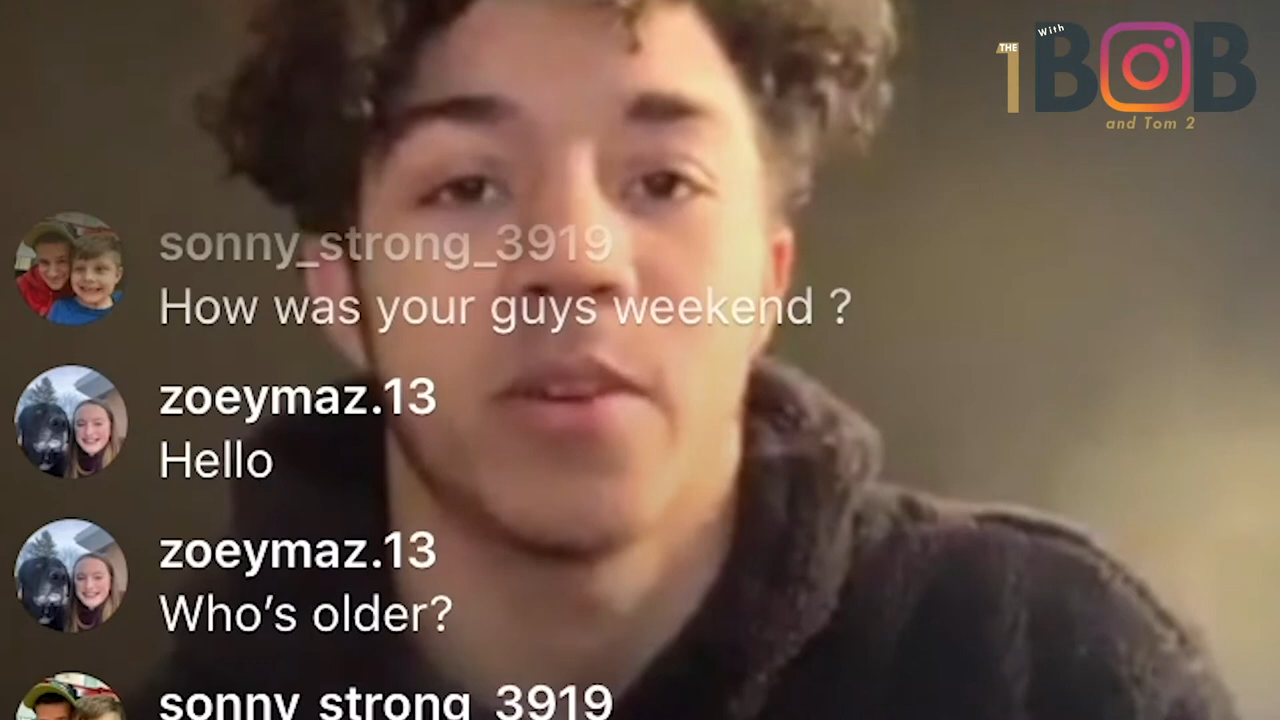 THE
1
With
BOB
and Tom 2
sonny_strong_3919
How was your guys weekend ?
zoeymaz.13
Hello
zoeymaz.13
Who's older?
sonny_strong_3919